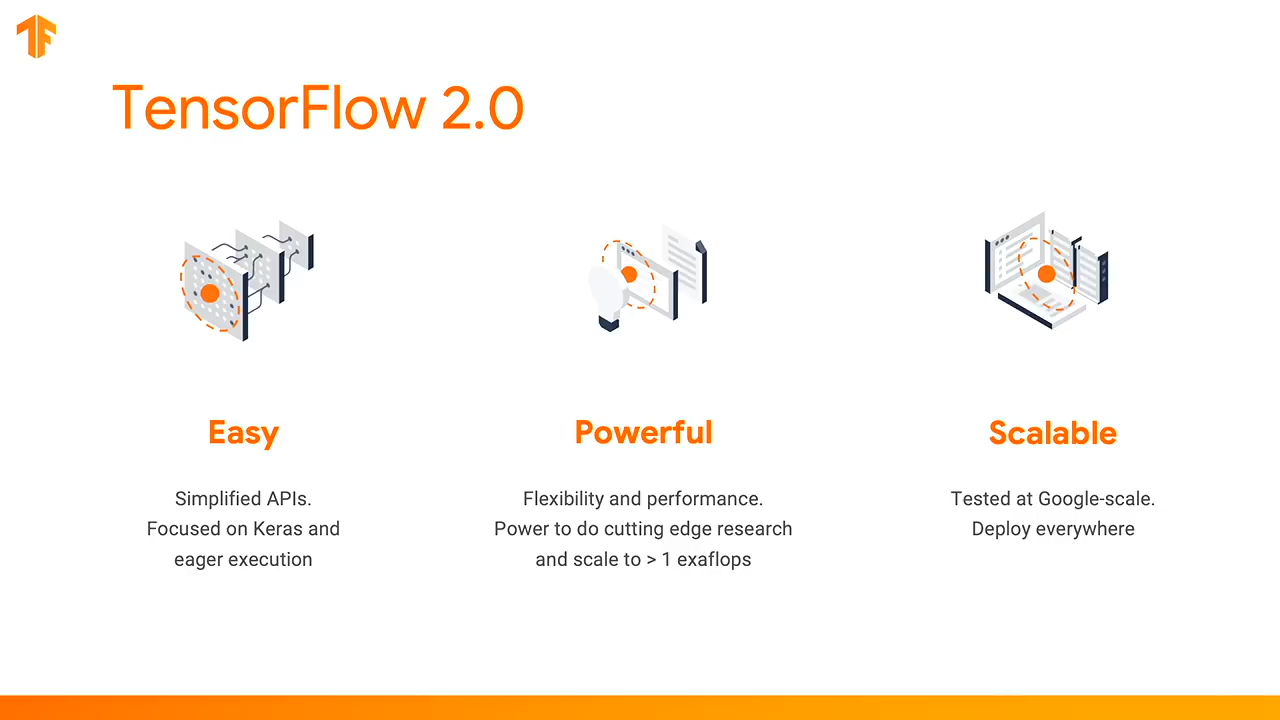 TensorFlow 2.0
Easy
Simplified APIs.
Focused on Keras and
eager execution
Powerful
Flexibility and performance.
Power to do cutting edge research
and scale to > 1 exaflops
Scalable
Tested at Google-scale.
Deploy everywhere